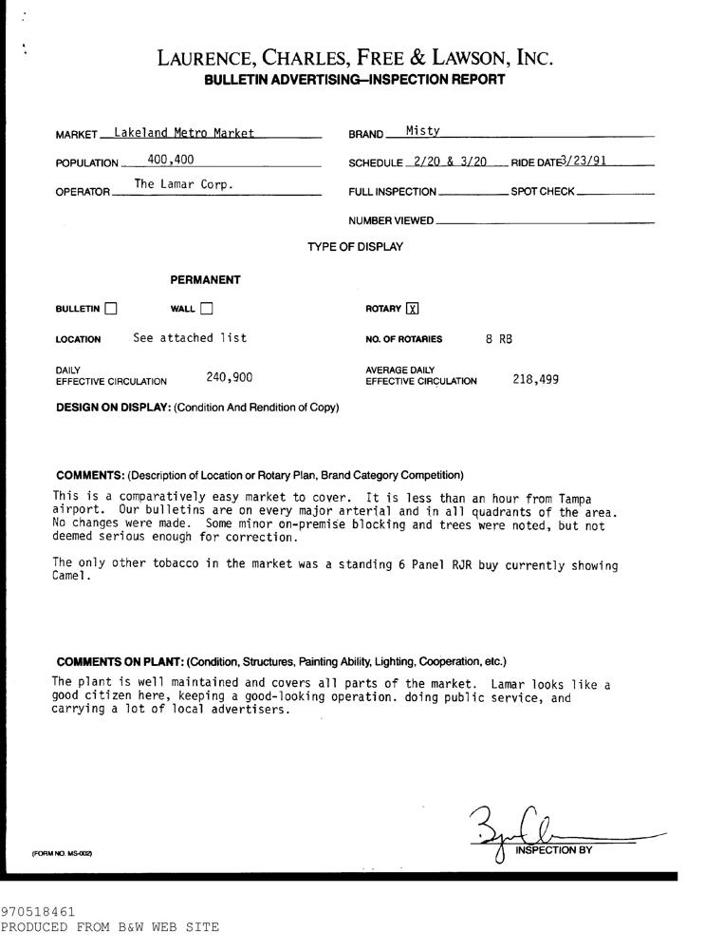 LAURENCE, CHARLES, FREE & LAWSON, INC.
BULLETIN ADVERTISING—INSPECTION REPORT
MARKET Lakeland Metro Market BRAND Misty
POPULATION 400,400 SCHEDULE 2/20 & 3/20 RIDE DATE 3/23/91
OPERATOR The Lamar Corp. FULL INSPECTION SPOT CHECK
NUMBER VIEWED
TYPE OF DISPLAY
PERMANENT
BULLETIN WALL ROTARY X
LOCATION See attached list NO. OF ROTARIES 8 RB
DAILY EFFECTIVE CIRCULATION 240,900 AVERAGE DAILY EFFECTIVE CIRCULATION 218,499
DESIGN ON DISPLAY: (Condition And Rendition of Copy)
COMMENTS: (Description of Location or Rotary Plan, Brand Category Competition)
This is a comparatively easy market to cover. It is less than an hour from Tampa
airport. Our bulletins are on every major arterial and in all quadrants of the area.
No changes were made. Some minor on-premise blocking and trees were noted, but not
deemed serious enough for correction.
The only other tobacco in the market was a standing 6 Panel RJR buy currently showing
Camel.
COMMENTS ON PLANT: (Condition, Structures, Painting Ability, Lighting, Cooperation, etc.)
The plant is well maintained and covers all parts of the market. Lamar looks like a
good citizen here, keeping a good-looking operation. doing public service, and
carrying a lot of local advertisers.
INSPECTION BY
(FORM NO. MS-002)
970518461
PRODUCED FROM B&W WEB SITE